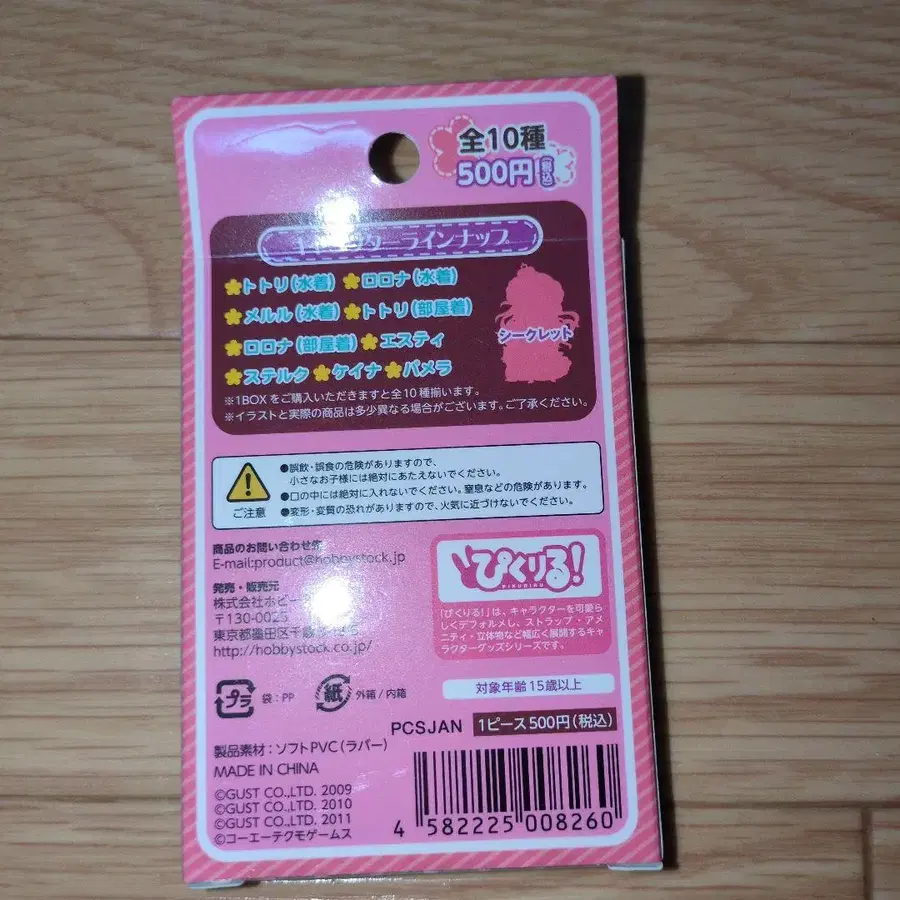 全10種
500円(税込)
ターラインナップ
トトリ(水着) ロロナ(水着)
メルル(水着) トトリ(部屋着)
ロロナ(部屋着) エスティ
ステルク ケイナ パメラ
シークレット
※1BOXをご購入いただきますと全10種揃います。
※イラストと実際の商品は多少異なる場合がございます。ご了承ください。
ご注意
●誤飲・誤食の危険がありますので、
小さなお子様には絶対にあたえないでください。
●口の中には絶対に入れないでください。窒息などの危険があります。
●変形・変質の恐れがありますので、火気に近づけないでください。
商品のお問い合わせ先
E-mail:product@hobbystock.jp
発売・販売元
株式会社ホビー
〒130-0025
東京都墨田区千
http://hobbystock.co.jp/
ぴくりる!
PIKURIRU
「ぴくりる!」は、キャラクターを可愛ら
しくデフォルメし、ストラップ・アメ
ニティ・立体物など幅広く展開するキャ
ラクターグッズシリーズです。
対象年齢15歳以上
プラ 袋:PP 紙 外箱/内箱
PCSJAN 1ピース500円(税込)
製品素材:ソフトPVC(ラバー)
MADE IN CHINA
©GUST CO.,LTD. 2009
©GUST CO.,LTD. 2010
©GUST CO.,LTD. 2011
©コーエーテクモゲームス
4 582225 008260